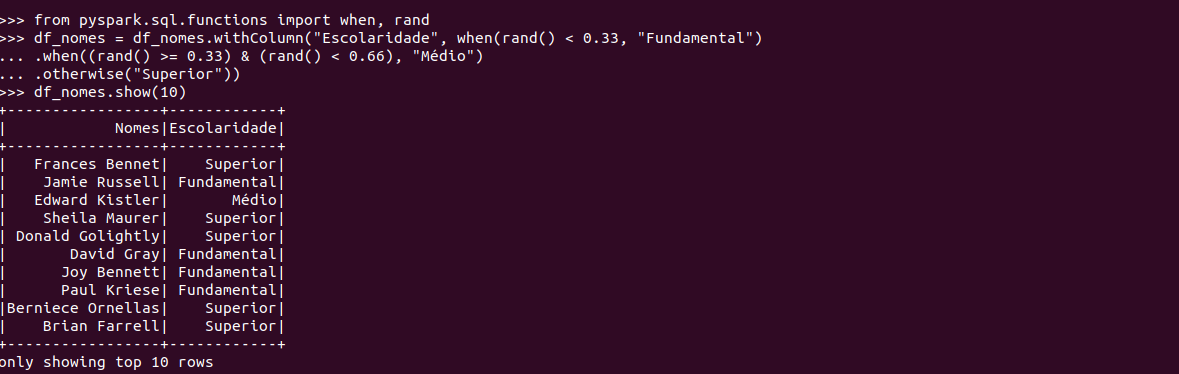 >>> from pyspark.sql.functions import when, rand
>>> df_nomes = df_nomes.withColumn("Escolaridade", when(rand() < 0.33, "Fundamental")
... .when((rand() >= 0.33) & (rand() < 0.66), "Médio")
... .otherwise("Superior"))
>>> df_nomes.show(10)
+-----------------+------------+
|            Nomes|Escolaridade|
+-----------------+------------+
|   Frances Bennet|    Superior|
|    Jamie Russell| Fundamental|
|   Edward Kistler|       Médio|
|    Sheila Maurer|    Superior|
| Donald Golightly|    Superior|
|       David Gray| Fundamental|
|      Joy Bennett| Fundamental|
|      Paul Kriese| Fundamental|
|Berniece Ornellas|    Superior|
|    Brian Farrell|    Superior|
+-----------------+------------+
only showing top 10 rows